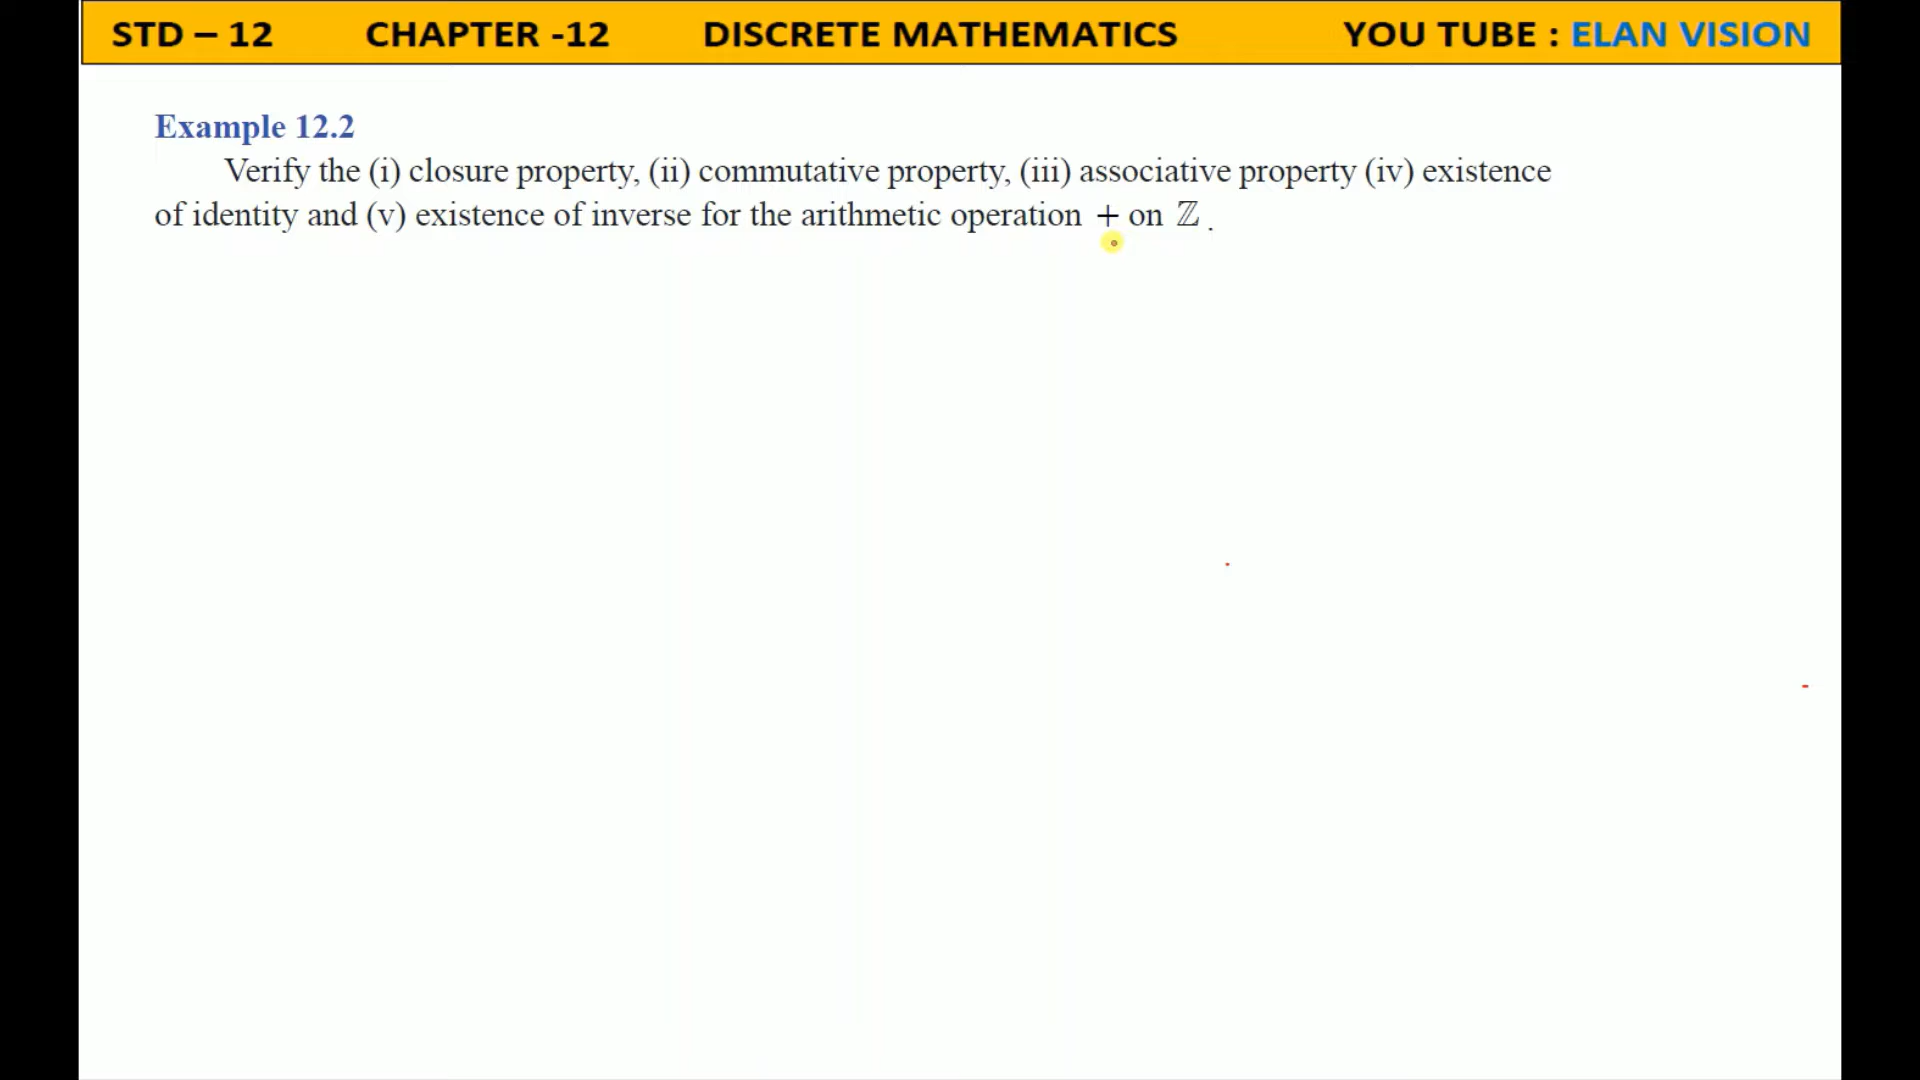 STD – 12 CHAPTER -12 DISCRETE MATHEMATICS YOU TUBE : ELAN VISION
Example 12.2
Verify the (i) closure property, (ii) commutative property, (iii) associative property (iv) existence
of identity and (v) existence of inverse for the arithmetic operation + on ℤ .